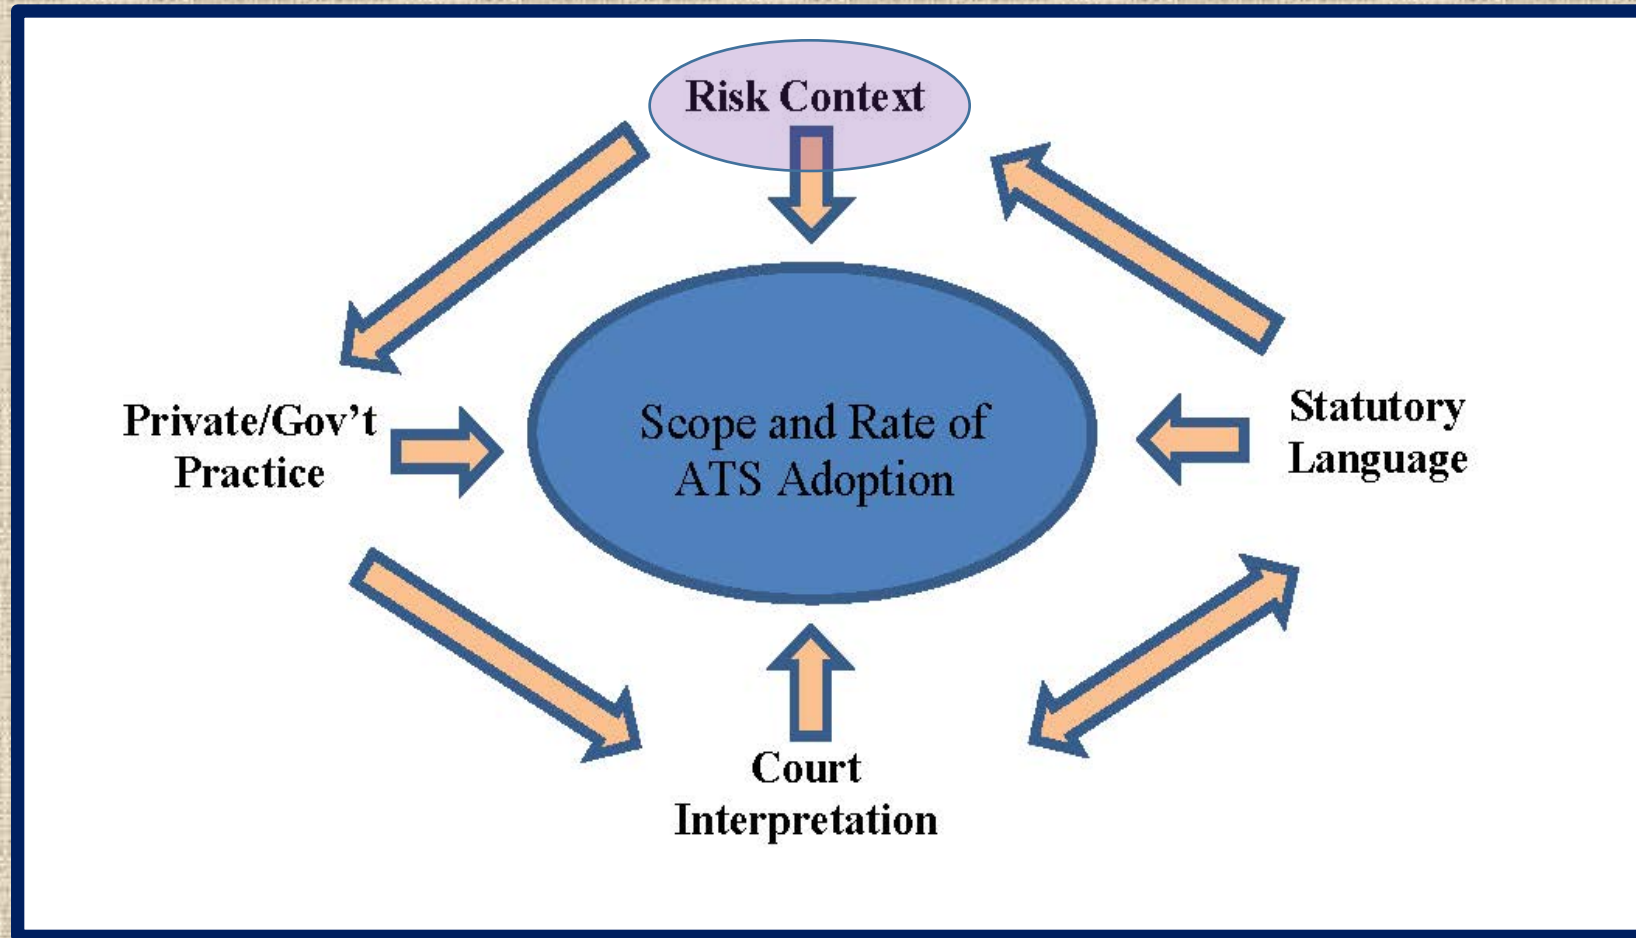 Risk Context
Private/Gov’t
Practice
Scope and Rate of
ATS Adoption
Statutory
Language
Court
Interpretation